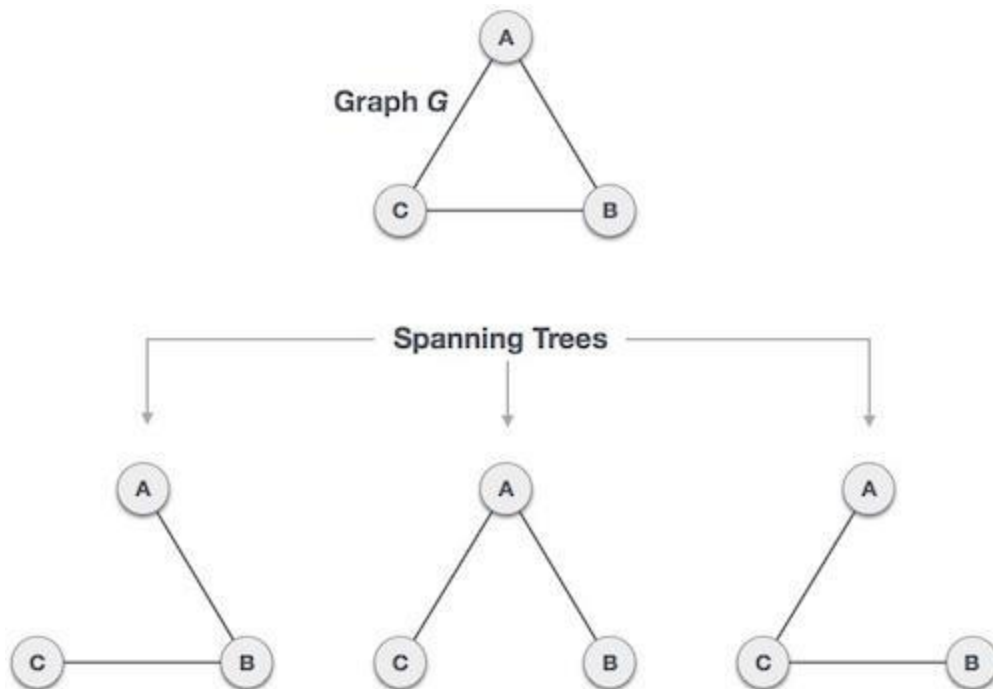 A
Graph G
C B
Spanning Trees
A A A
C B C B C B